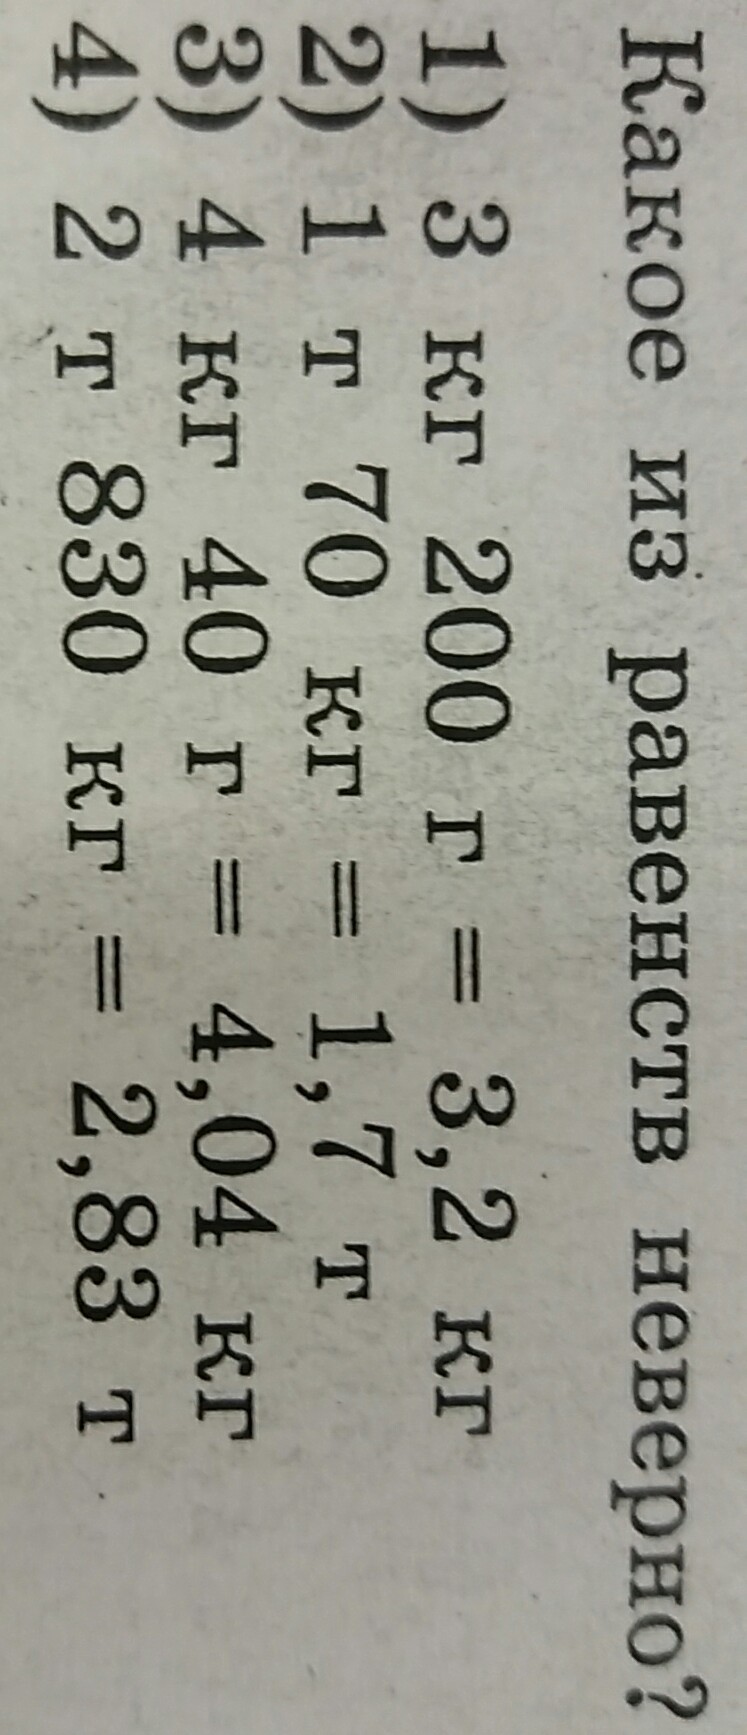 Какое из равенств неверно?
1) 3 кг 200 г = 3,2 кг
2) 1 т 70 кг = 1,7 т
3) 4 кг 40 г = 4,04 кг
4) 2 т 830 кг = 2,83 т